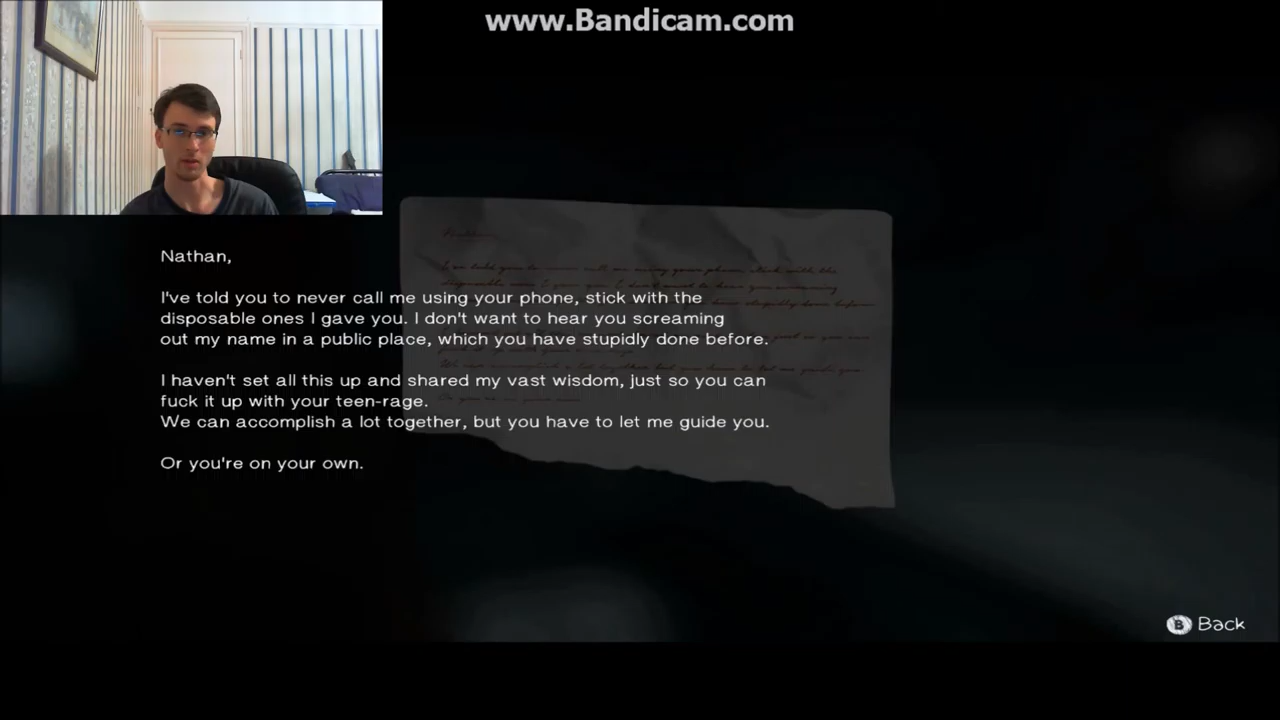 www.Bandicam.com
Nathan,
I've told you to never call me using your phone, stick with the
disposable ones I gave you. I don't want to hear you screaming
out my name in a public place, which you have stupidly done before.
I haven't set all this up and shared my vast wisdom, just so you can
fuck it up with your teen-rage.
We can accomplish a lot together, but you have to let me guide you.
Or you're on your own.
B Back